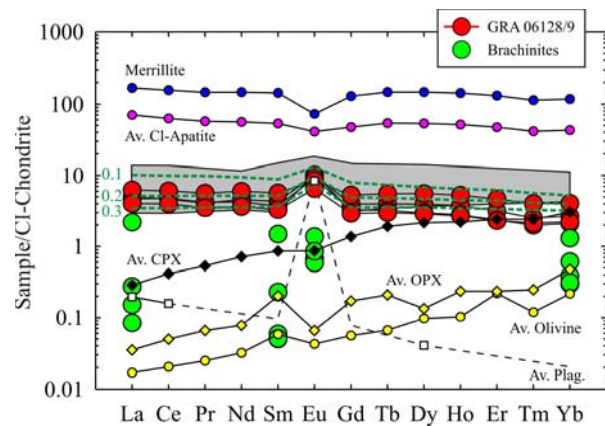 1000
100
10
1
0.1
0.01
Sample/CI-Chondrite
GRA 06128/9
Brachinites
Merrillite
Av. Cl-Apatite
0.1
0.2
0.3
Av. CPX
Av. OPX
Av. Olivine
Av. Plag.
La Ce Pr Nd Sm Eu Gd Tb Dy Ho Er Tm Yb